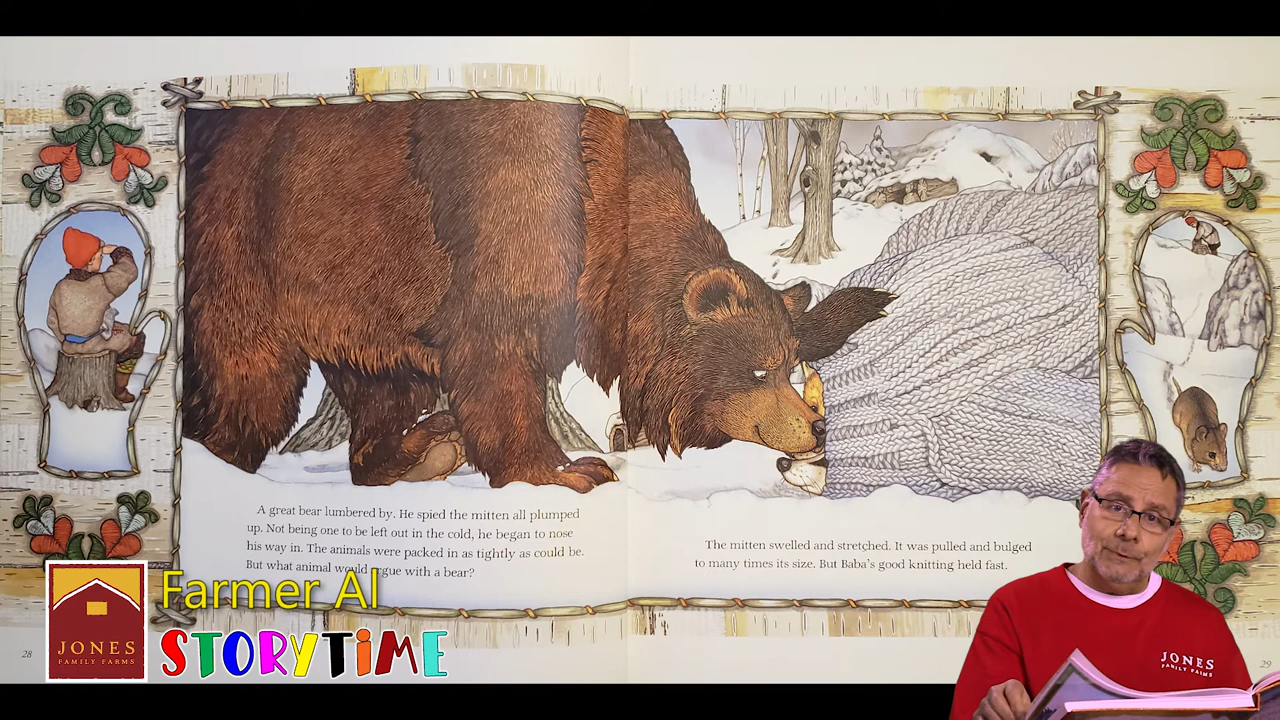 A great bear lumbered by. He spied the mitten all plumped
up. Not being one to be left out in the cold, he began to nose
his way in. The animals were packed in as tightly as could be.
But what animal would argue with a bear?
The mitten swelled and stretched. It was pulled and bulged
to many times its size. But Baba's good knitting held fast.
28
29
JONES
FAMILY FARMS
Farmer Al
STORYTIME
JONES
FAMILY FARMS